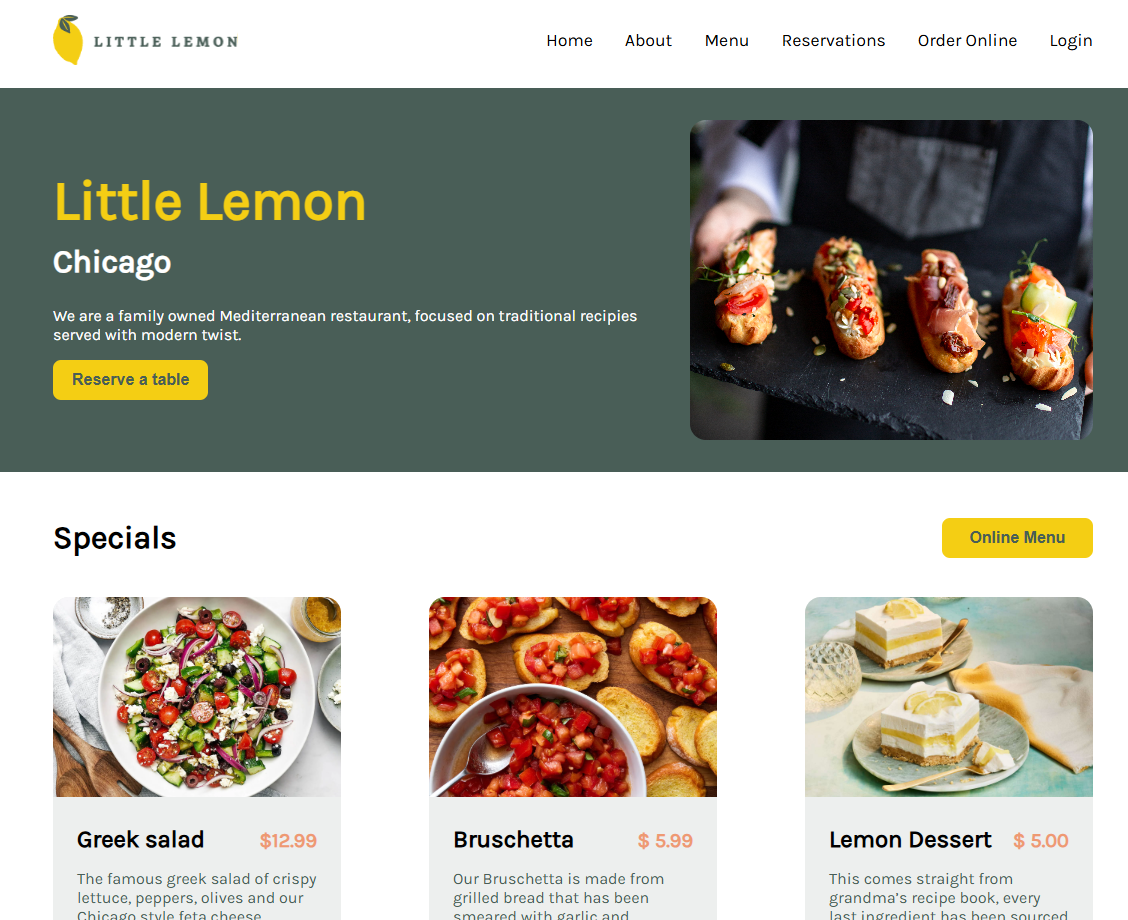 LITTLE LEMON
Home About Menu Reservations Order Online Login
Little Lemon
Chicago
We are a family owned Mediterranean restaurant, focused on traditional recipies
served with modern twist.
Reserve a table
Specials
Online Menu
Greek salad $12.99
The famous greek salad of crispy
lettuce, peppers, olives and our
Chicago style feta cheese,
Bruschetta $ 5.99
Our Bruschetta is made from
grilled bread that has been
smeared with garlic and
Lemon Dessert $ 5.00
This comes straight from
grandma's recipe book, every
last ingredient has been sourced